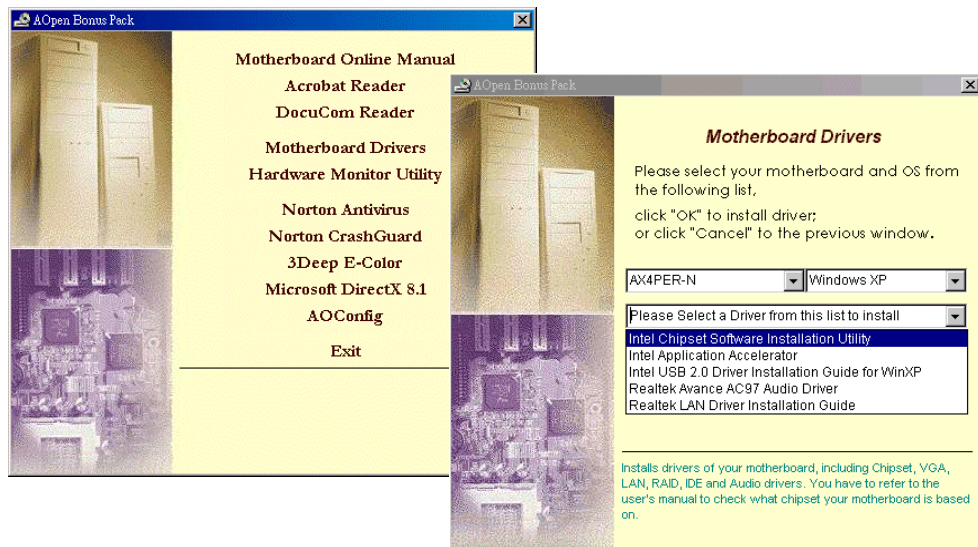 AOpen Bonus Pack
Motherboard Online Manual
Acrobat Reader
DocuCom Reader
Motherboard Drivers
Hardware Monitor Utility
Norton Antivirus
Norton CrashGuard
3Deep E-Color
Microsoft DirectX 8.1
AOConfig
Exit
AOpen Bonus Pack
Motherboard Drivers
Please select your motherboard and OS from
the following list,
click "OK" to install driver;
or click "Cancel" to the previous window.
AX4PER-N Windows XP
Please Select a Driver from this list to install
Intel Chipset Software Installation Utility
Intel Application Accelerator
Intel USB 2.0 Driver Installation Guide for WinXP
Realtek Avance AC97 Audio Driver
Realtek LAN Driver Installation Guide
Installs drivers of your motherboard, including Chipset, VGA,
LAN, RAID, IDE and Audio drivers. You have to refer to the
user's manual to check what chipset your motherboard is based
on.